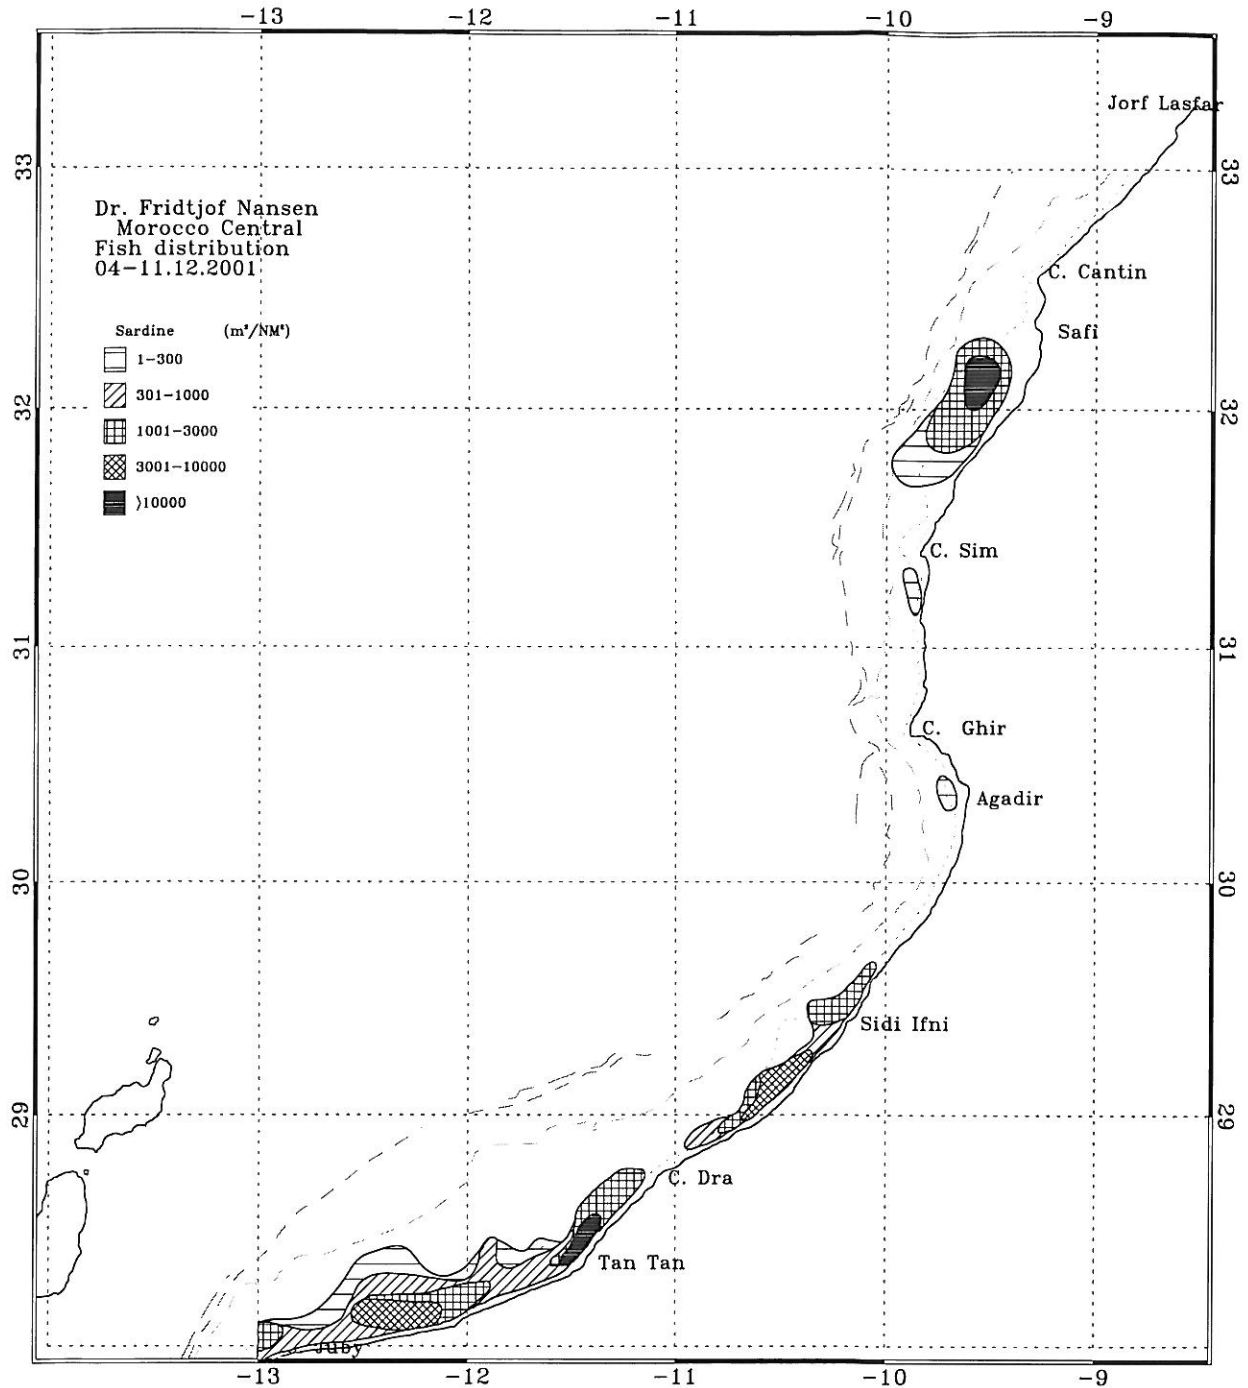 -13 -12 -11 -10 -9
Jorf Lasfar
33 33
Dr. Fridtjof Nansen
Morocco Central
Fish distribution
04-11.12.2001
C. Cantin
Sardine (m²/NM²)
Safi
1-300
301-1000
32 32
1001-3000
3001-10000
>10000
C. Sim
31 31
C. Ghir
Agadir
30 30
Sidi Ifni
29 29
C. Dra
Tan Tan
Juby
-13 -12 -11 -10 -9